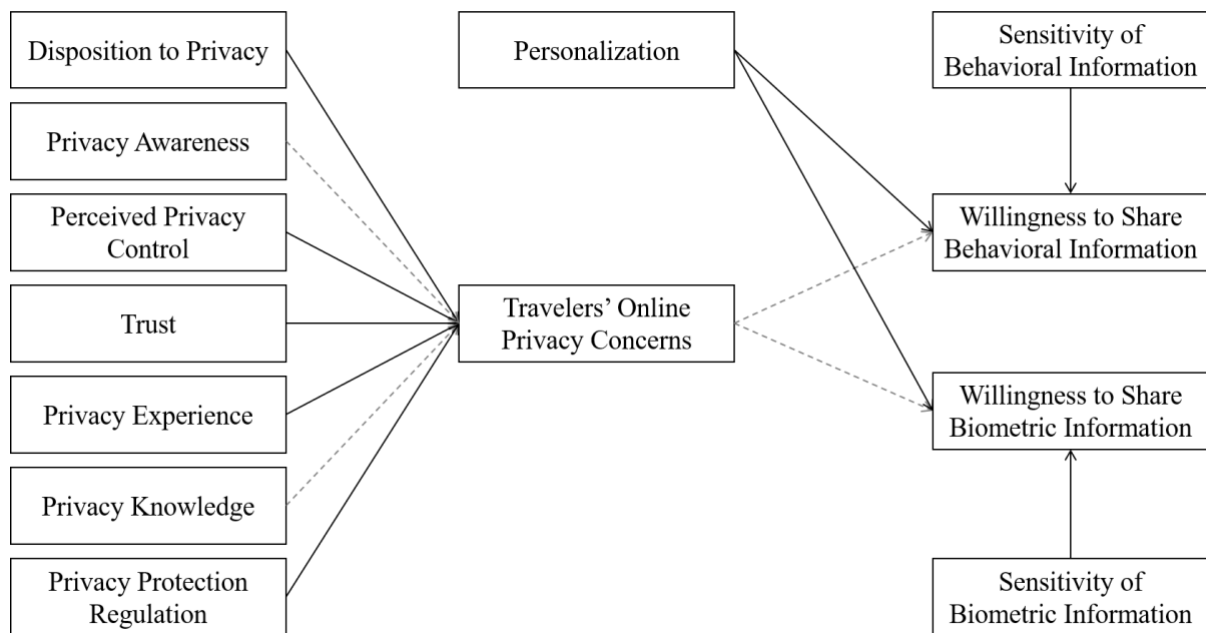 Disposition to Privacy
Privacy Awareness
Perceived Privacy
Control
Trust
Privacy Experience
Privacy Knowledge
Privacy Protection
Regulation
Personalization
Travelers’ Online
Privacy Concerns
Sensitivity of
Behavioral Information
Willingness to Share
Behavioral Information
Willingness to Share
Biometric Information
Sensitivity of
Biometric Information